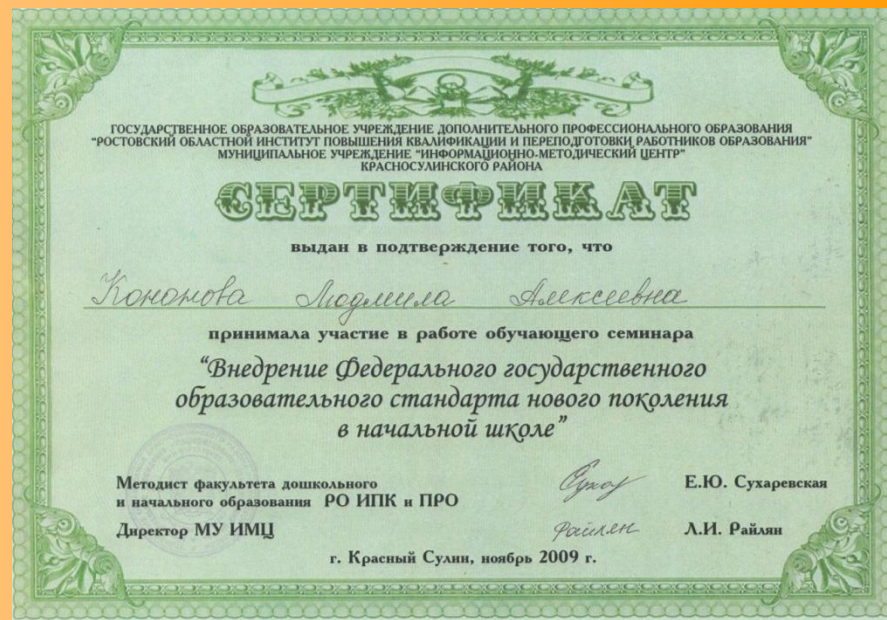 ГОСУДАРСТВЕННОЕ ОБРАЗОВАТЕЛЬНОЕ УЧРЕЖДЕНИЕ ДОПОЛНИТЕЛЬНОГО ПРОФЕССИОНАЛЬНОГО ОБРАЗОВАНИЯ
"РОСТОВСКИЙ ОБЛАСТНОЙ ИНСТИТУТ ПОВЫШЕНИЯ КВАЛИФИКАЦИИ И ПЕРЕПОДГОТОВКИ РАБОТНИКОВ ОБРАЗОВАНИЯ"
МУНИЦИПАЛЬНОЕ УЧРЕЖДЕНИЕ "ИНФОРМАЦИОННО-МЕТОДИЧЕСКИЙ ЦЕНТР"
КРАСНОСУЛИНСКОГО РАЙОНА
СЕРТИФИКАТ
выдан в подтверждение того, что
Кононова Людмила Алексеевна
принимала участие в работе обучающего семинара
"Внедрение Федерального государственного
образовательного стандарта нового поколения
в начальной школе"
Методист факультета дошкольного
и начального образования РО ИПК и ПРО Е.Ю. Сухаревская
Директор МУ ИМЦ Райлян Л.И. Райлян
г. Красный Сулин, ноябрь 2009 г.